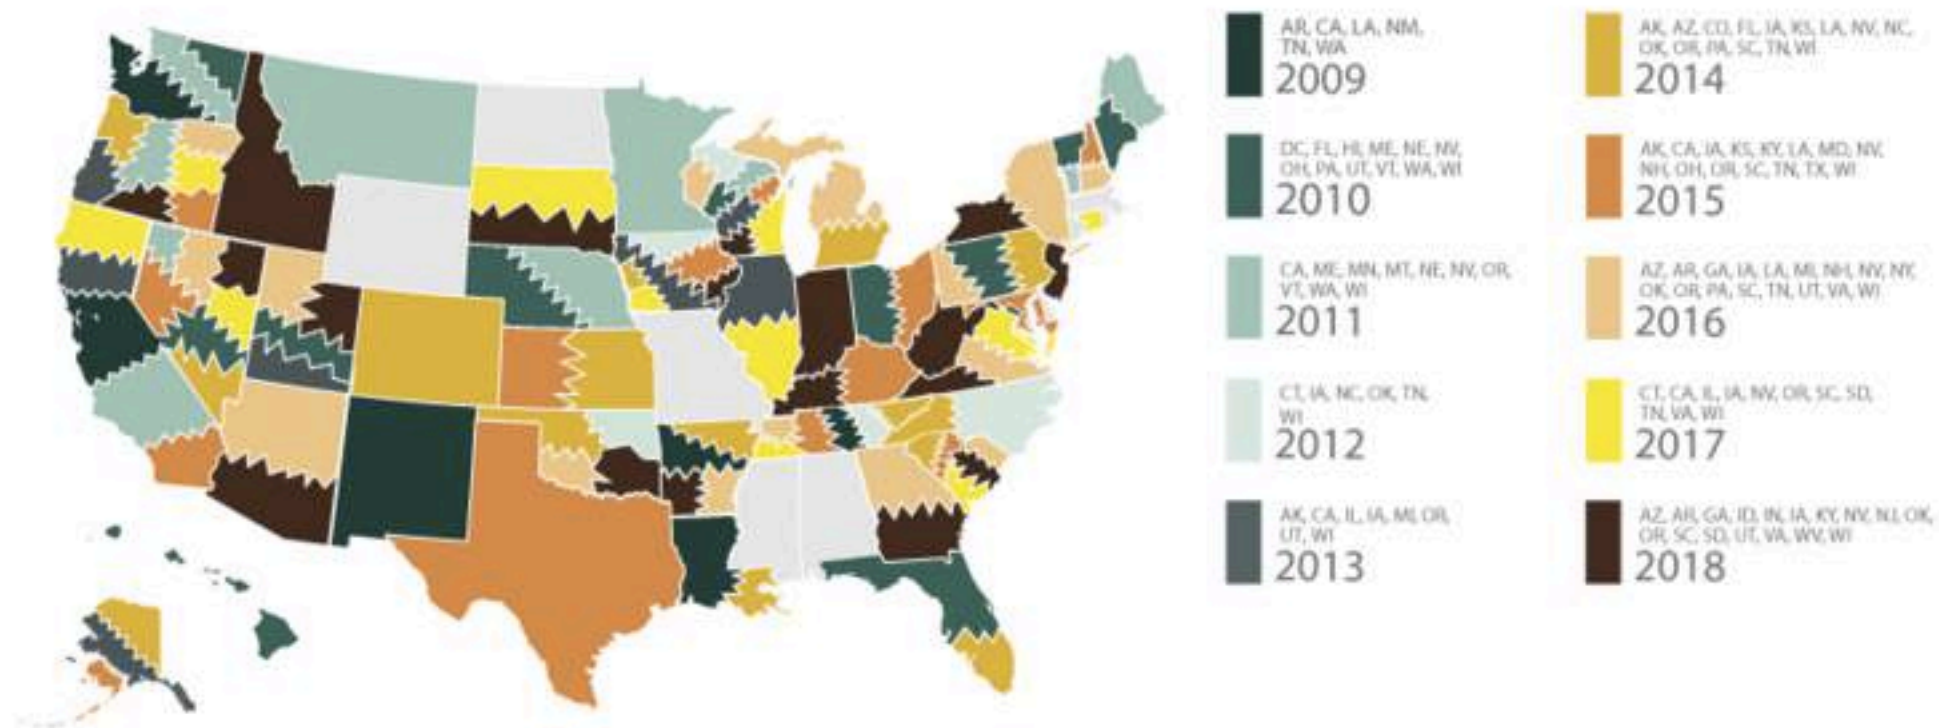 AR, CA, LA, NM,
TN, WA
2009
DC, FL, HI, ME, NE, NV,
OH, PA, UT, VT, WA, WI
2010
CA, ME, MN, MT, NE, NV, OR,
VT, WA, WI
2011
CT, IA, NC, OK, TN,
WI
2012
AK, CA, IL, IA, MI, OR,
UT, WI
2013
AK, AZ, CO, FL, IA, KS, LA, NV, NC,
OK, OR, PA, SC, TN, WI
2014
AK, CA, IA, KS, KY, LA, MD, NV,
NH, OH, OR, SC, TN, TX, WI
2015
AZ, AR, GA, IA, LA, MI, NH, NV, NY,
OK, OR, PA, SC, TN, UT, VA, WI
2016
CT, CA, IL, IA, NV, OR, SC, SD,
TN, VA, WI
2017
AZ, AR, GA, ID, IN, IA, KY, NV, NJ, OK,
OR, SC, SD, UT, VA, WV, WI
2018